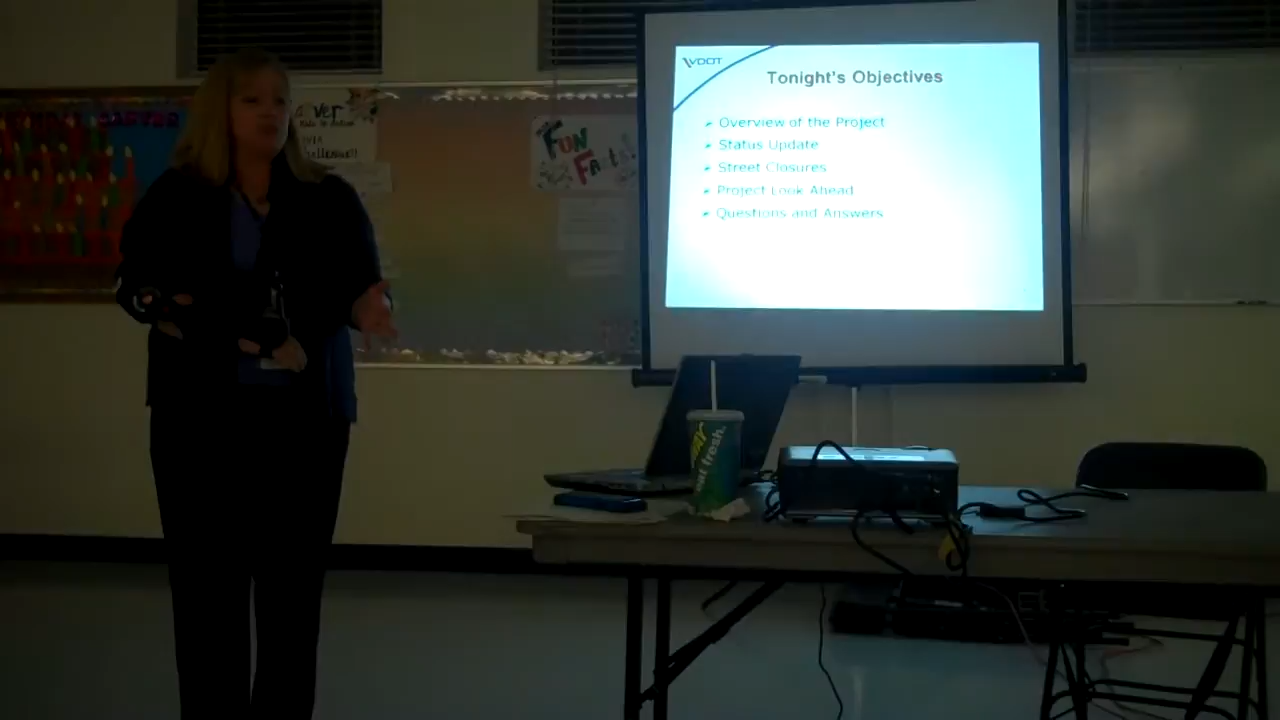 VDOT
Tonight's Objectives
Overview of the Project
Status Update
Street Closures
Project Look Ahead
Questions and Answers
Fun
Facts
eat fresh.